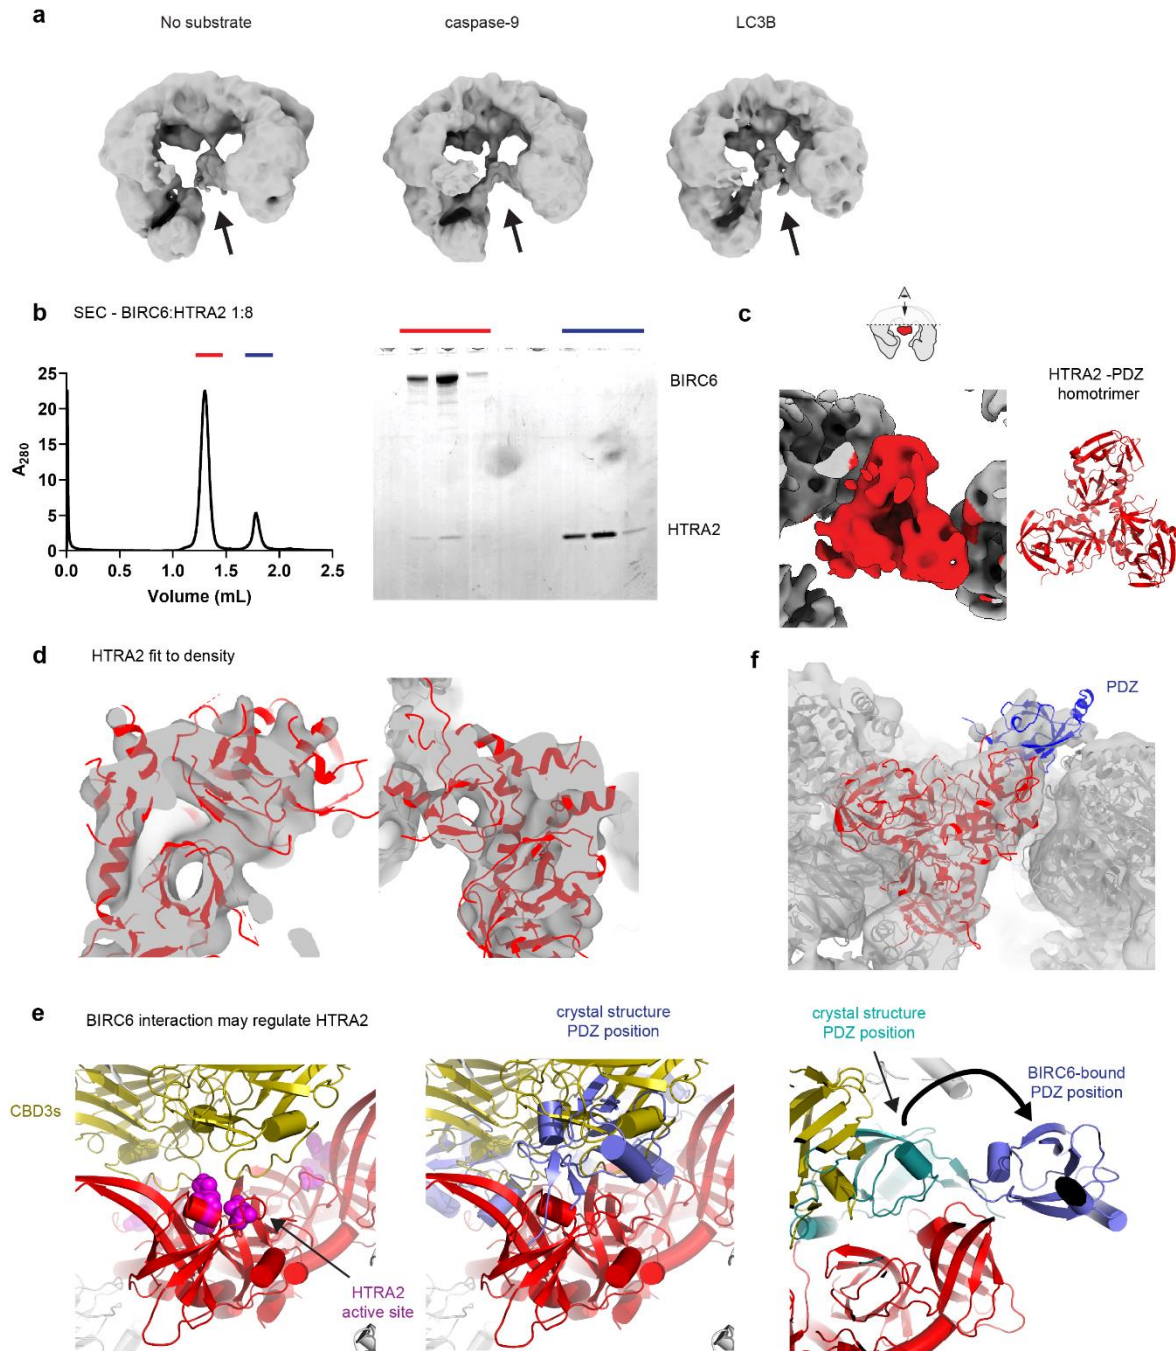 a
No substrate
caspase-9
LC3B
b
SEC - BIRC6:HTRA2 1:8
25
20
15
10
5
0
A280
0.0 0.5 1.0 1.5 2.0 2.5
Volume (mL)
BIRC6
HTRA2
c
HTRA2 -PDZ
homotrimer
d
HTRA2 fit to density
f
PDZ
e
BIRC6 interaction may regulate HTRA2
CBD3s
HTRA2
active site
crystal structure
PDZ position
crystal structure
PDZ position
BIRC6-bound
PDZ position